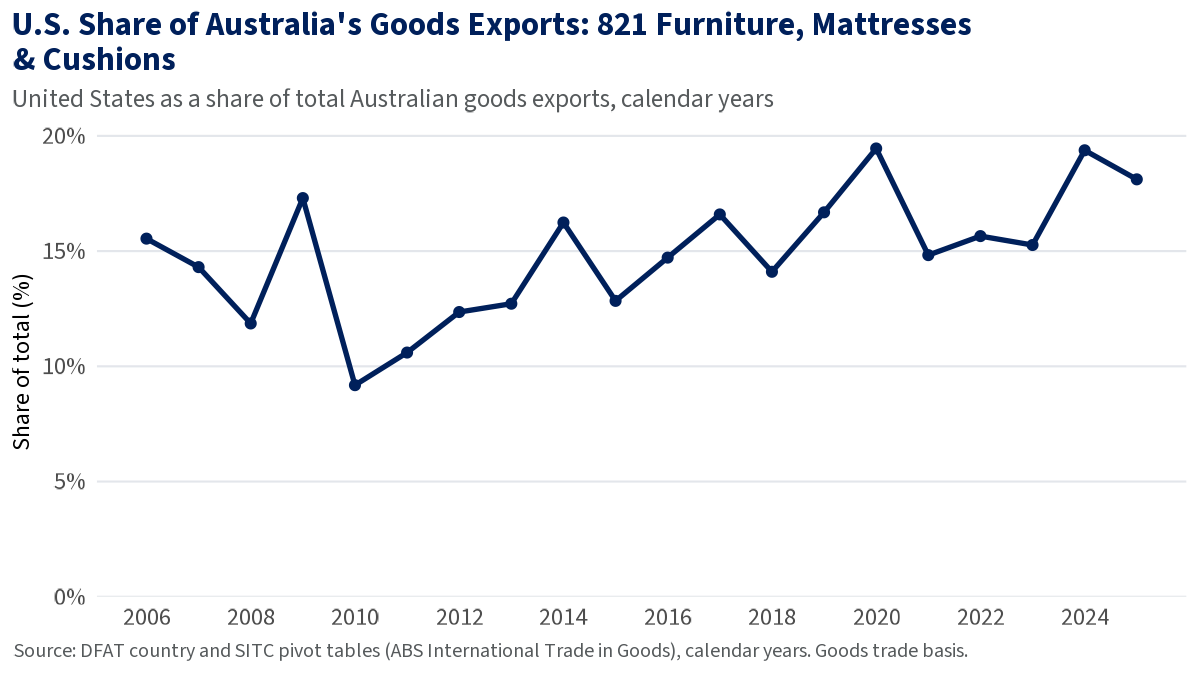 U.S. Share of Australia's Goods Exports: 821 Furniture, Mattresses
& Cushions
United States as a share of total Australian goods exports, calendar years
Share of total (%)
20%
15%
10%
5%
0%
2006 2008 2010 2012 2014 2016 2018 2020 2022 2024
Source: DFAT country and SITC pivot tables (ABS International Trade in Goods), calendar years. Goods trade basis.